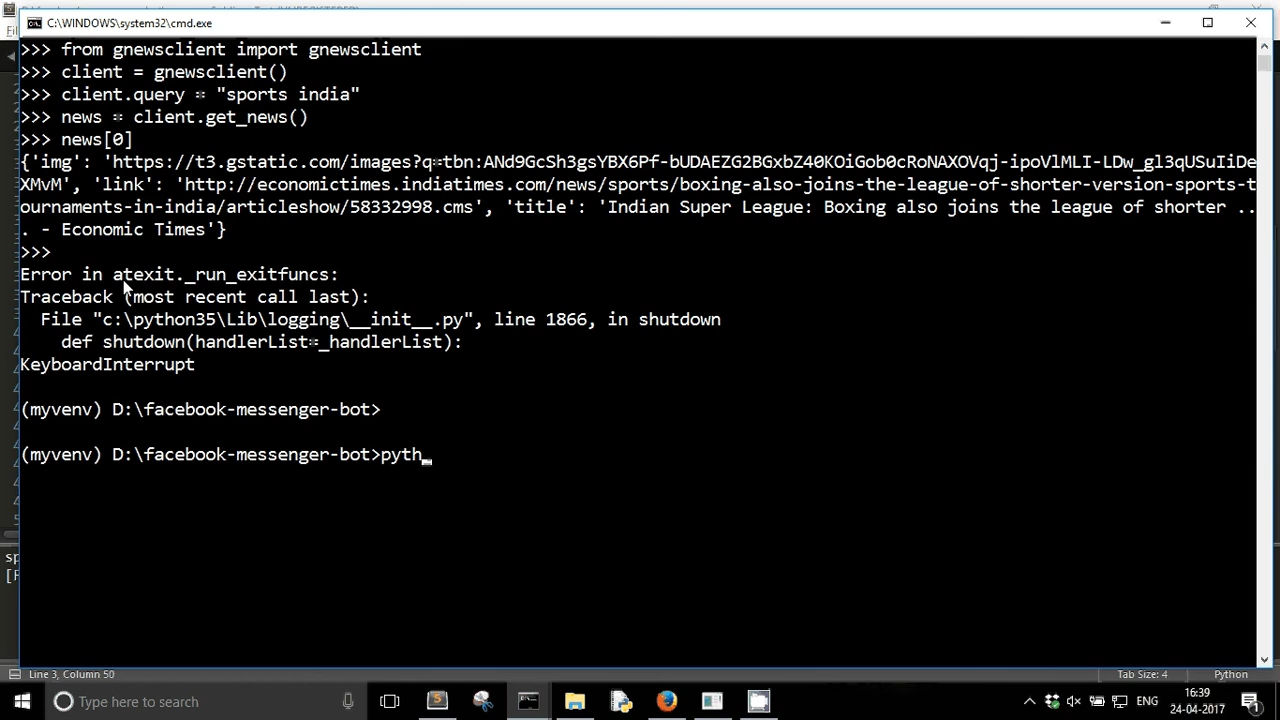 C:\WINDOWS\system32\cmd.exe
>>> from gnewsclient import gnewsclient
>>> client = gnewsclient()
>>> client.query = "sports india"
>>> news = client.get_news()
>>> news[0]
{'img': 'https://t3.gstatic.com/images?q=tbn:ANd9GcSh3gsYBX6Pf-bUDAEZG2BGxbZ40KOiGob0cRoNAXOVqj-ipoVlMLI-LDw_gl3qUSuIiDe
XMvM', 'link': 'http://economictimes.indiatimes.com/news/sports/boxing-also-joins-the-league-of-shorter-version-sports-t
ournaments-in-india/articleshow/58332998.cms', 'title': 'Indian Super League: Boxing also joins the league of shorter ..
. - Economic Times'}
>>>
Error in atexit._run_exitfuncs:
Traceback (most recent call last):
File "c:\python35\Lib\logging\__init__.py", line 1866, in shutdown
def shutdown(handlerList=_handlerList):
KeyboardInterrupt
(myvenv) D:\facebook-messenger-bot>
(myvenv) D:\facebook-messenger-bot>pyth_
Line 3, Column 50
Tab Size: 4
Python
Type here to search
ENG
16:39
24-04-2017